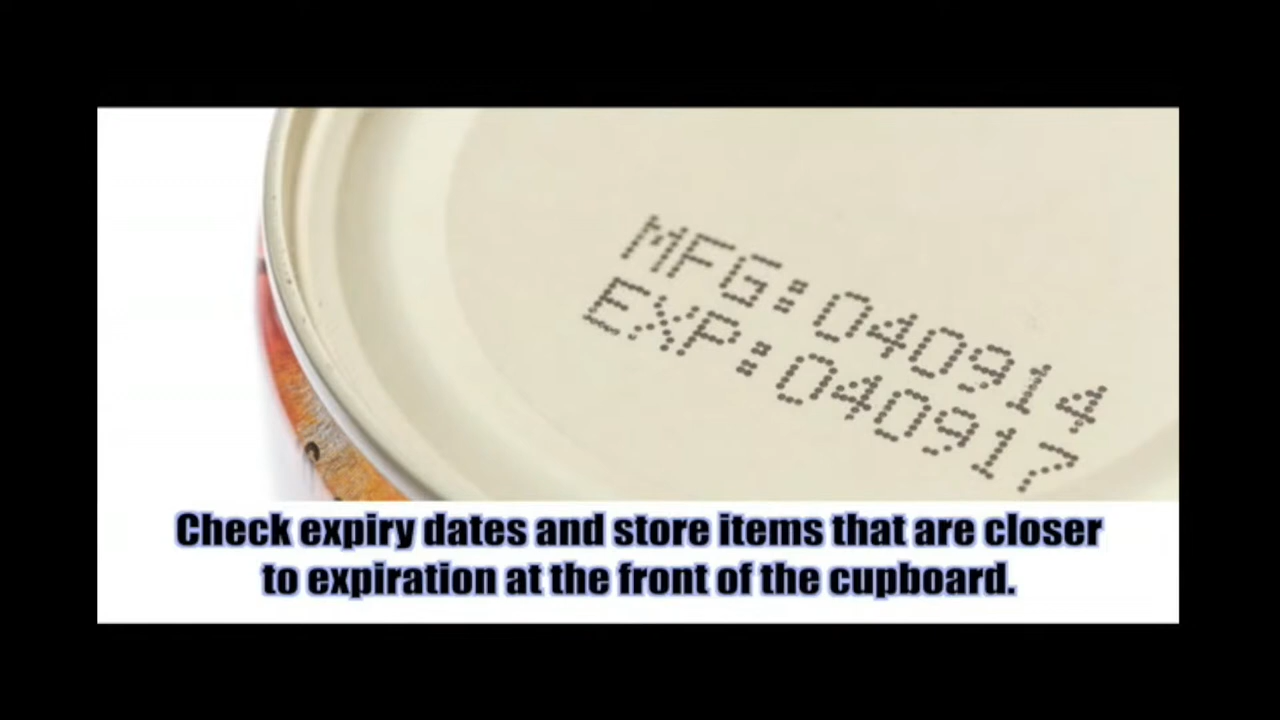 MFG:040914
EXP:040917
Check expiry dates and store items that are closer
to expiration at the front of the cupboard.